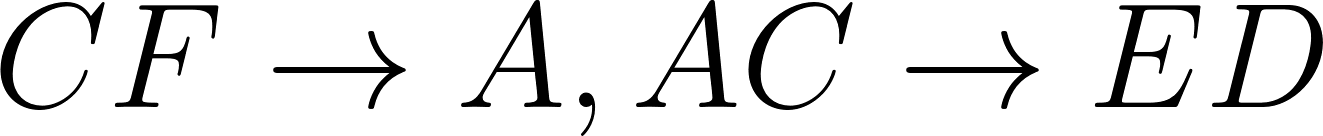 CF → A, AC → ED